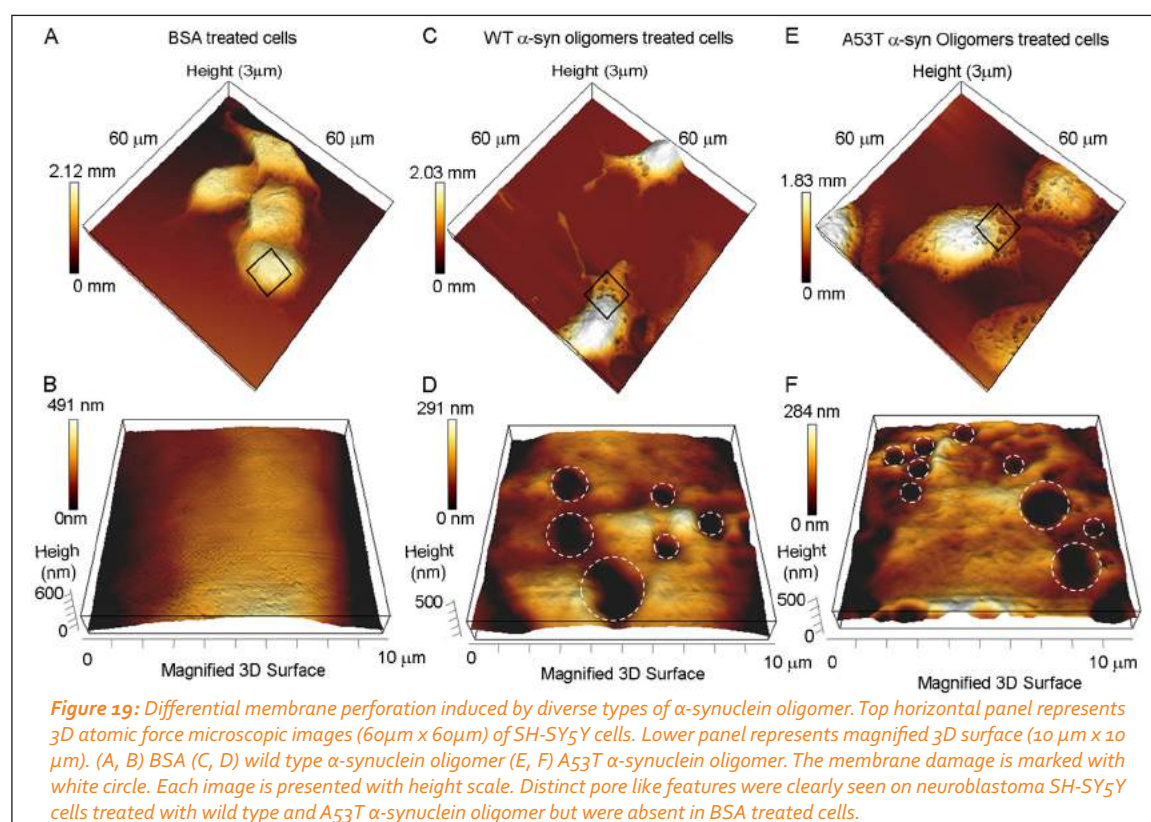 A
BSA treated cells
Height (3μm)
60 μm
60 μm
2.12 mm
0 mm
C
WT α-syn oligomers treated cells
Height (3μm)
60 μm
60 μm
2.03 mm
0 mm
E
A53T α-syn Oligomers treated cells
Height (3μm)
60 μm
60 μm
1.83 mm
0 mm
B
491 nm
0nm
Heigh
(nm)
600
0
0
10 μm
Magnified 3D Surface
D
291 nm
0 nm
Height
(nm)
500
0
10 μm
Magnified 3D Surface
F
284 nm
0 nm
Height
(nm)
500
0
0
10 μm
Magnified 3D Surface
Figure 19: Differential membrane perforation induced by diverse types of α-synuclein oligomer. Top horizontal panel represents
3D atomic force microscopic images (60μm x 60μm) of SH-SY5Y cells. Lower panel represents magnified 3D surface (10 μm x 10
μm). (A, B) BSA (C, D) wild type α-synuclein oligomer (E, F) A53T α-synuclein oligomer. The membrane damage is marked with
white circle. Each image is presented with height scale. Distinct pore like features were clearly seen on neuroblastoma SH-SY5Y
cells treated with wild type and A53T α-synuclein oligomer but were absent in BSA treated cells.